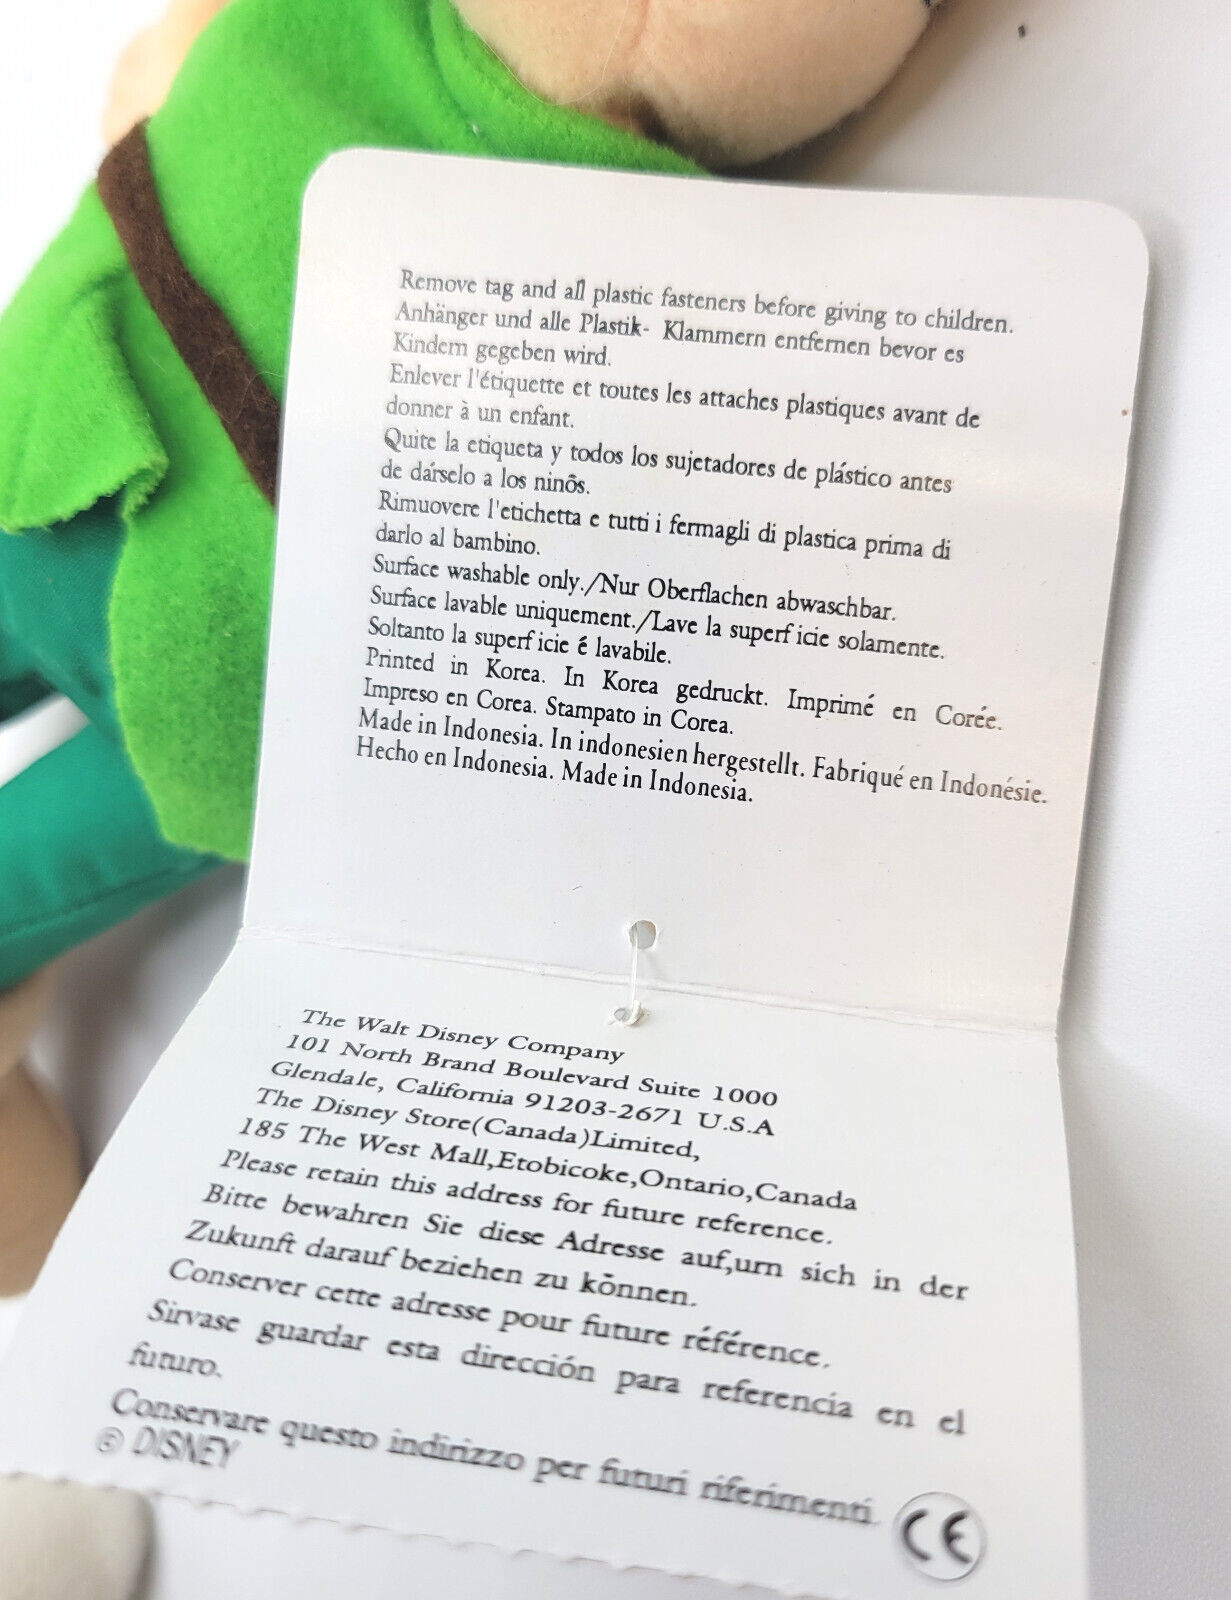 Remove tag and all plastic fasteners before giving to children.
Anhänger und alle Plastik- Klammern entfernen bevor es
Kindern gegeben wird.
Enlever l'étiquette et toutes les attaches plastiques avant de
donner à un enfant.
Quite la etiqueta y todos los sujetadores de plástico antes
de dárselo a los ninôs.
Rimuovere l'etichetta e tutti i fermagli di plastica prima di
darlo al bambino.
Surface washable only./Nur Oberflachen abwaschbar.
Surface lavable uniquement./Lave la superficie solamente.
Soltanto la superficie é lavabile.
Printed in Korea. In Korea gedruckt. Imprimé en Corée.
Impreso en Corea. Stampato in Corea.
Made in Indonesia. In indonesien hergestellt. Fabriqué en Indonésie.
Hecho en Indonesia. Made in Indonesia.
The Walt Disney Company
101 North Brand Boulevard Suite 1000
Glendale, California 91203-2671 U.S.A
The Disney Store(Canada)Limited,
185 The West Mall,Etobicoke,Ontario,Canada
Please retain this address for future reference.
Bitte bewahren Sie diese Adresse auf,um sich in der
Zukunft darauf beziehen zu können.
Conserver cette adresse pour future référence.
Sirvase guardar esta dirección para referencia en el
futuro.
Conservare questo indirizzo per futuri riferimenti.
© DISNEY
CE